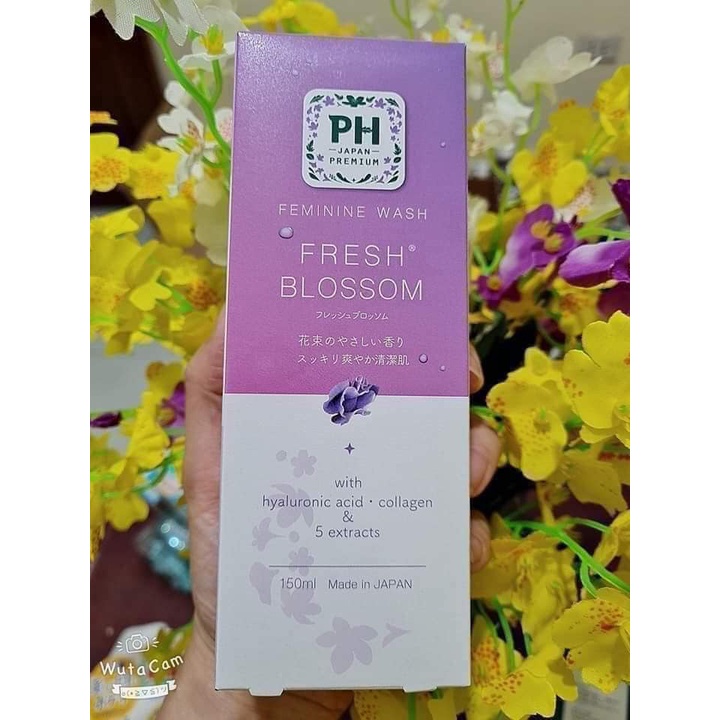 PH
JAPAN
PREMIUM
FEMININE WASH
FRESH®
BLOSSOM
フレッシュブロッソム
花束のやさしい香り
スッキリ爽やか清潔肌
with
hyaluronic acid・collagen
&
5 extracts
150ml Made in JAPAN
WutaCam